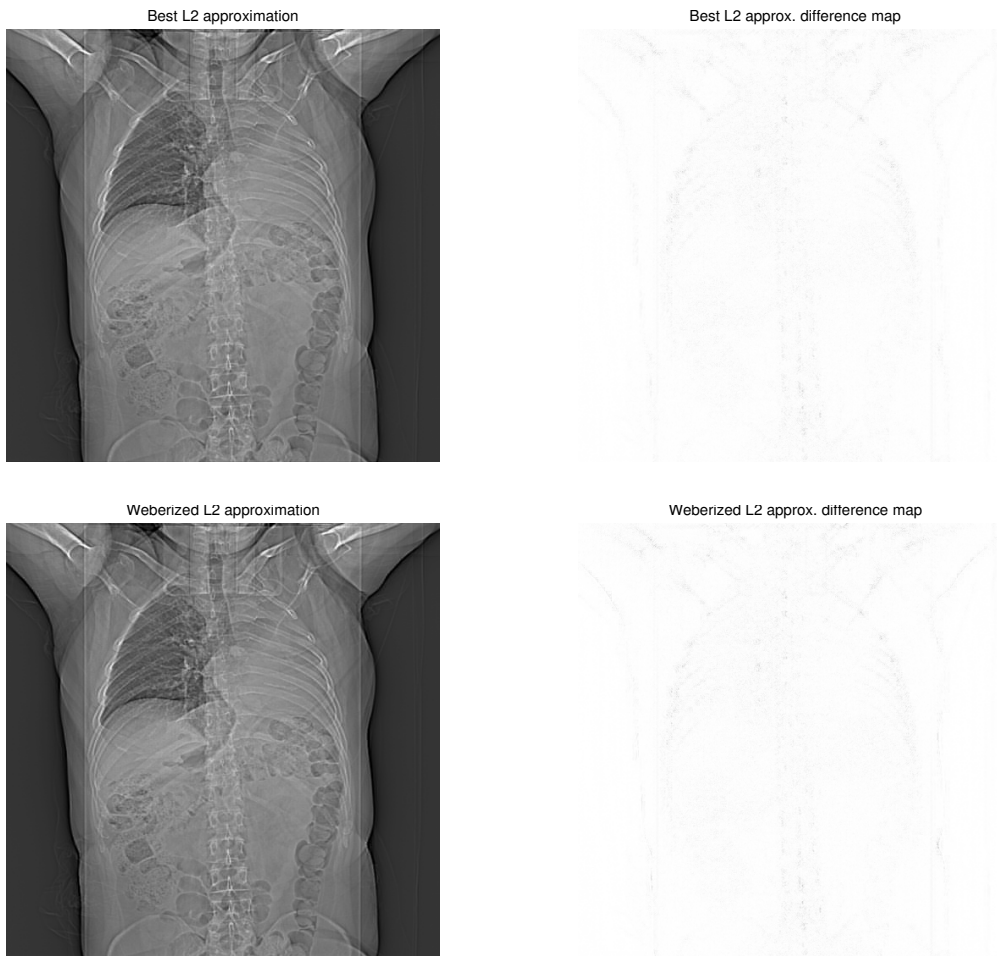 Best L2 approximation
Best L2 approx. difference map
Weberized L2 approximation
Weberized L2 approx. difference map